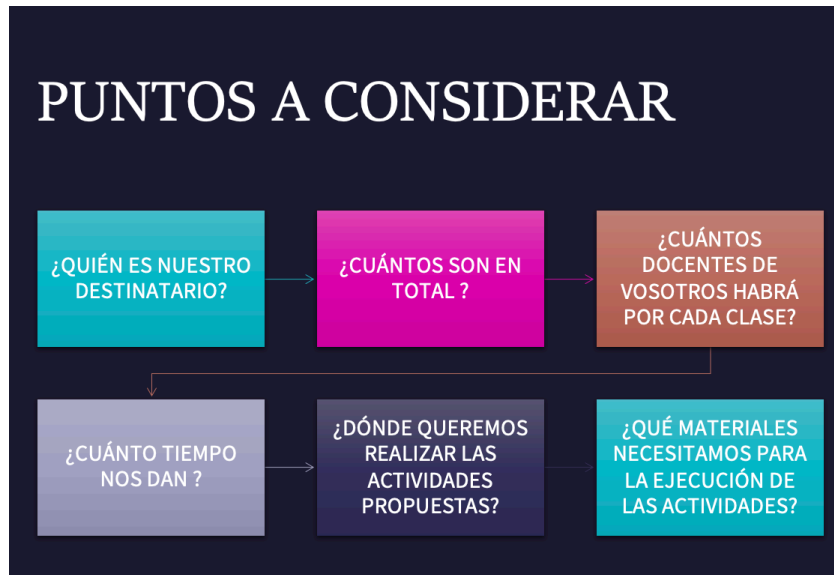 PUNTOS A CONSIDERAR
¿QUIÉN ES NUESTRO
DESTINATARIO?
¿CUÁNTOS SON EN
TOTAL ?
¿CUÁNTOS
DOCENTES DE
VOSOTROS HABRÁ
POR CADA CLASE?
¿CUÁNTO TIEMPO
NOS DAN ?
¿DÓNDE QUEREMOS
REALIZAR LAS
ACTIVIDADES
PROPUESTAS?
¿QUÉ MATERIALES
NECESITAMOS PARA
LA EJECUCIÓN DE
LAS ACTIVIDADES?